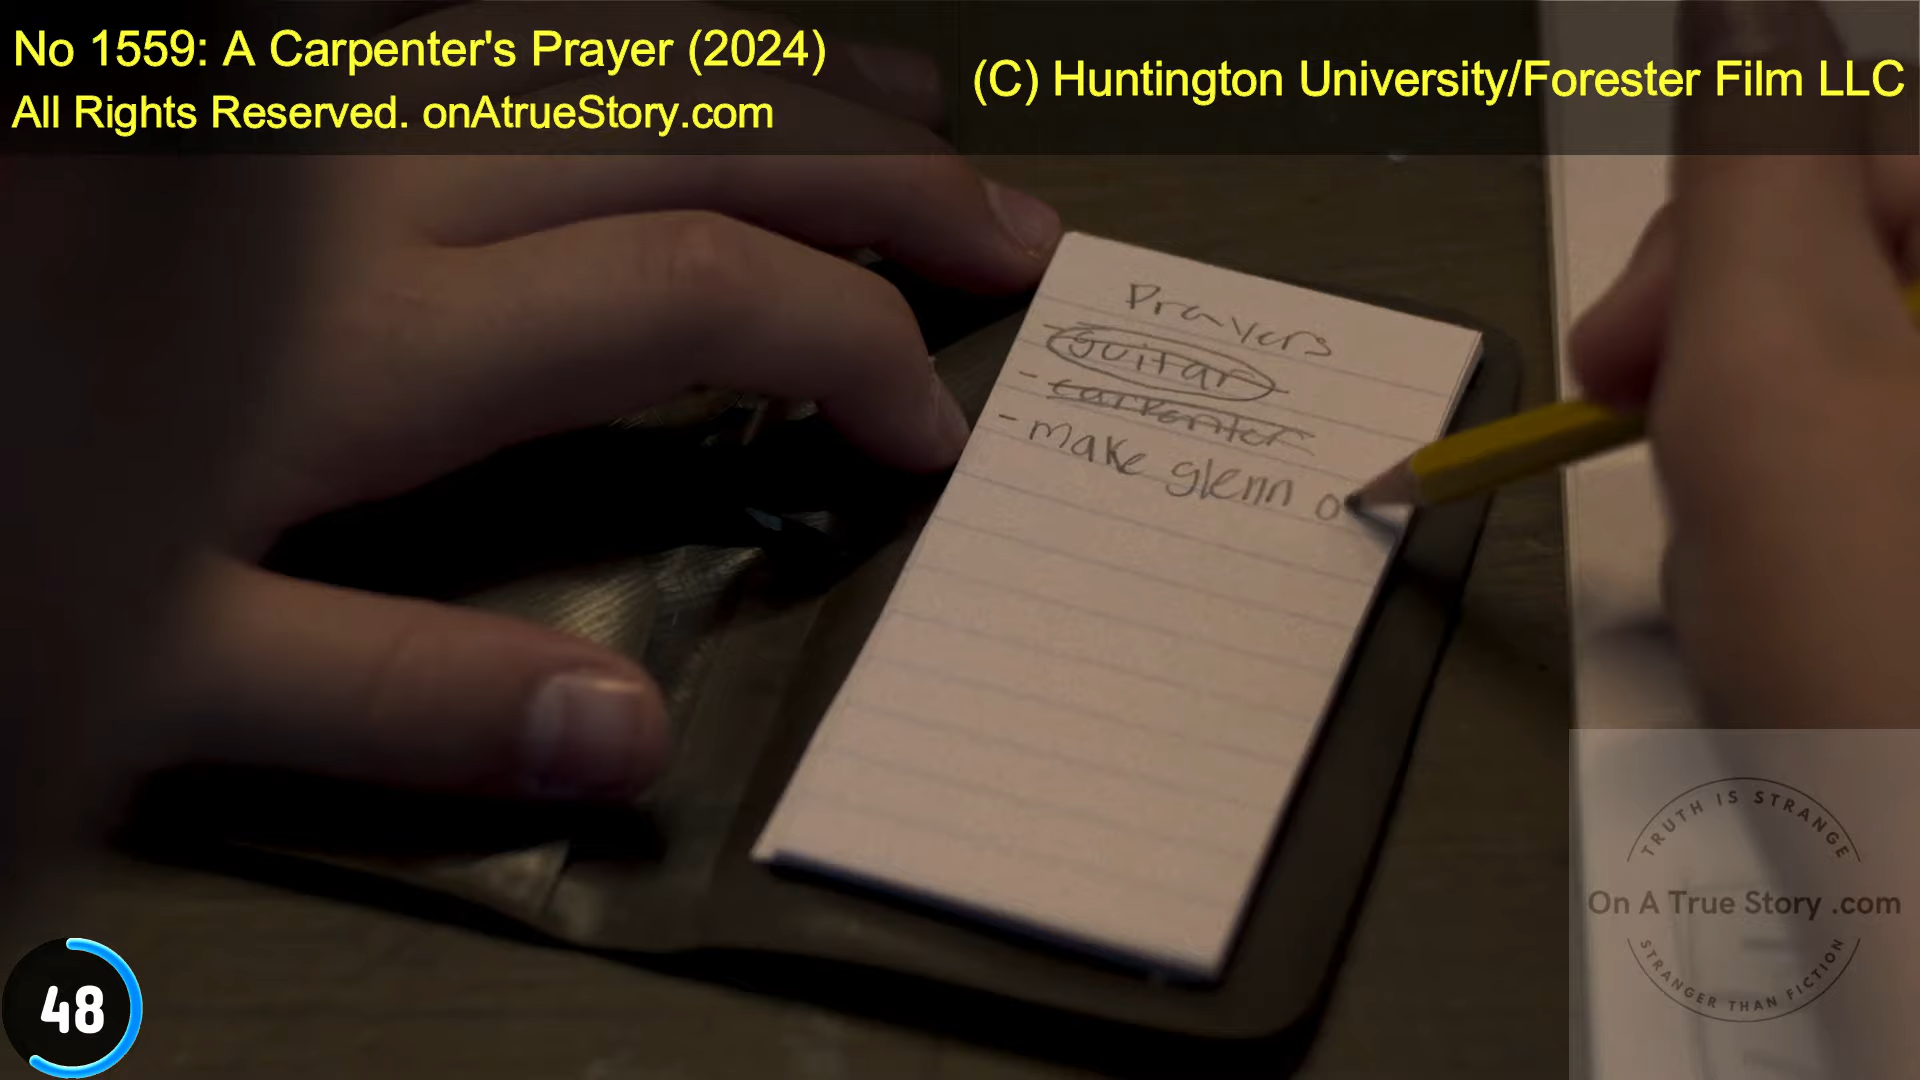 No 1559: A Carpenter's Prayer (2024)
All Rights Reserved. onAtrueStory.com
(C) Huntington University/Forester Film LLC
Prayers
- guitar
- carpenter
- make glenn o
TRUTH IS STRANGE
On A True Story .com
STRANGER THAN FICTION
48